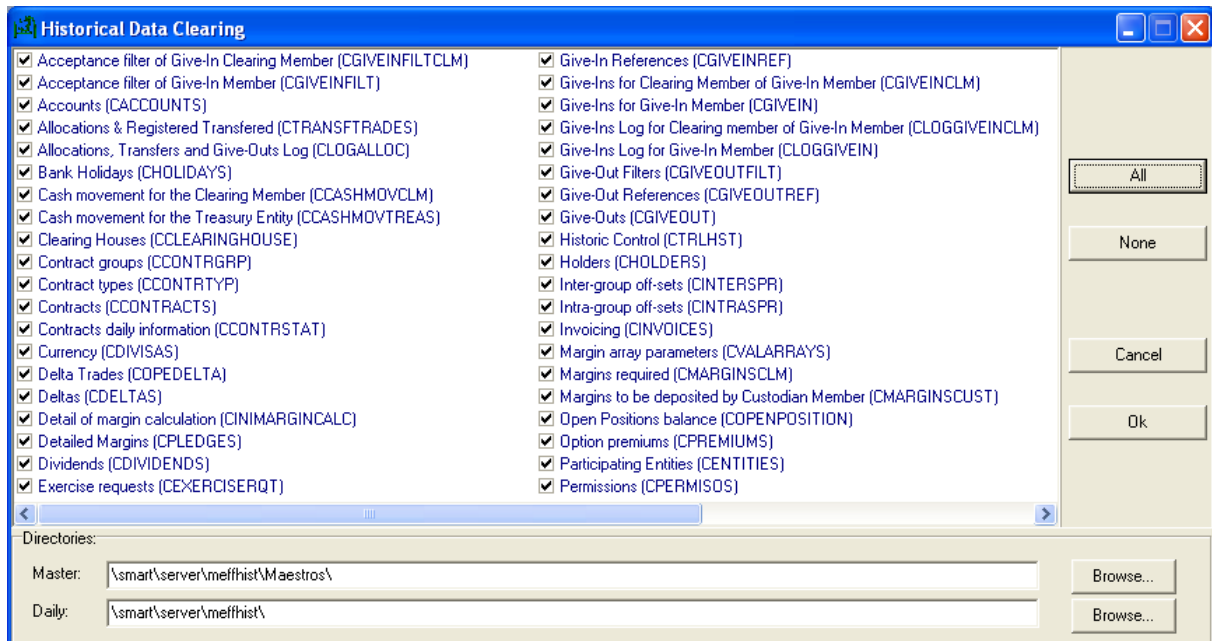 Historical Data Clearing
Acceptance filter of Give-In Clearing Member (CGIVEINFILTCLM)
Acceptance filter of Give-In Member (CGIVEINFILT)
Accounts (CACCOUNTS)
Allocations & Registered Transfered (CTRANSFTRADES)
Allocations, Transfers and Give-Outs Log (CLOGALLOC)
Bank Holidays (CHOLIDAYS)
Cash movement for the Clearing Member (CCASHMOVCLM)
Cash movement for the Treasury Entity (CCASHMOVTREAS)
Clearing Houses (CCLEARINGHOUSE)
Contract groups (CCONTRGRP)
Contract types (CCONTRTYP)
Contracts (CCONTRACTS)
Contracts daily information (CCONTRSTAT)
Currency (CDIVISAS)
Delta Trades (COPEDELTA)
Deltas (CDELTAS)
Detail of margin calculation (CINIMARGINCALC)
Detailed Margins (CPLEDGES)
Dividends (CDIVIDENDS)
Exercise requests (CEXERCISERQT)
Give-In References (CGIVEINREF)
Give-Ins for Clearing Member of Give-In Member (CGIVEINCLM)
Give-Ins for Give-In Member (CGIVEIN)
Give-Ins Log for Clearing member of Give-In Member (CLOGGIVEINCLM)
Give-Ins Log for Give-In Member (CLOGGIVEIN)
Give-Out Filters (CGIVEOUTFILT)
Give-Out References (CGIVEOUTREF)
Give-Outs (CGIVEOUT)
Historic Control (CTRLHST)
Holders (CHOLDERS)
Inter-group off-sets (CINTERSPR)
Intra-group off-sets (CINTRASPR)
Invoicing (CINVOICES)
Margin array parameters (CVALARRAYS)
Margins required (CMARGINSCLM)
Margins to be deposited by Custodian Member (CMARGINSCUST)
Open Positions balance (COPENPOSITION)
Option premiums (CPREMIUMS)
Participating Entities (CENTITIES)
Permissions (CPERMISOS)
All
None
Cancel
Ok
Directories:
Master: \smart\server\meffhist\Maestros\ Browse...
Daily: \smart\server\meffhist\ Browse...